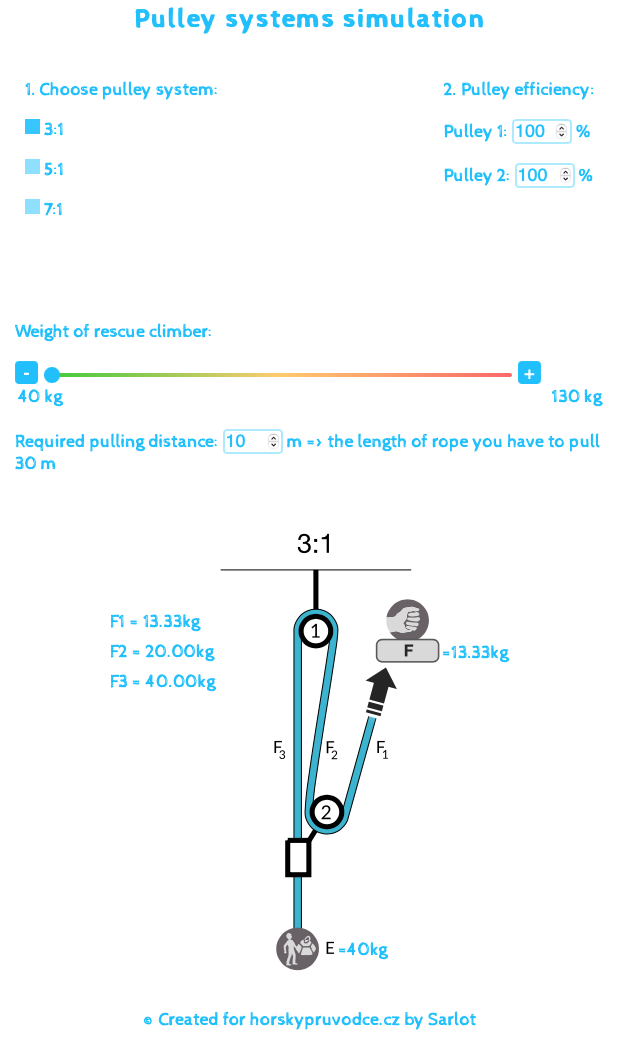 Pulley systems simulation
1. Choose pulley system:
2. Pulley efficiency:
3:1
Pulley 1: 100 %
5:1
Pulley 2: 100 %
7:1
Weight of rescue climber:
- +
40 kg 130 kg
Required pulling distance: 10 m => the length of rope you have to pull
30 m
3:1
F1 = 13.33kg
F2 = 20.00kg
F3 = 40.00kg
1
F =13.33kg
F3 F2 F1
2
E =40kg
© Created for horskypruvodce.cz by Sarlot